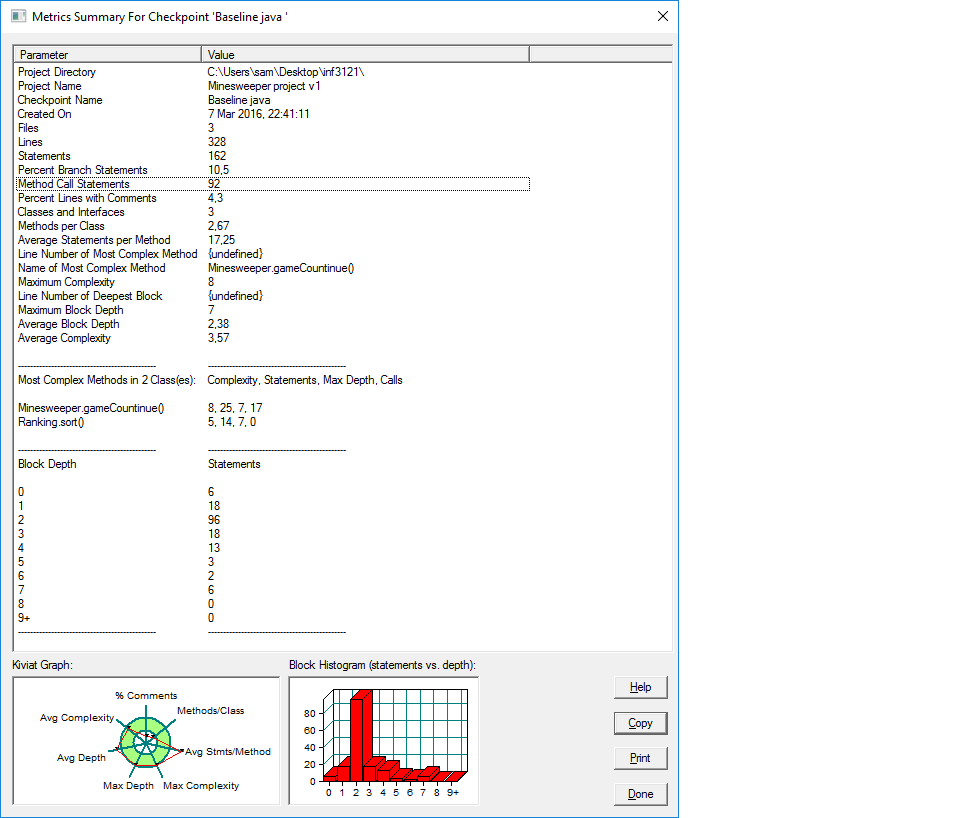 Metrics Summary For Checkpoint 'Baseline java '
Parameter Value
Project Directory C:\Users\sam\Desktop\inf3121\
Project Name Minesweeper project v1
Checkpoint Name Baseline java
Created On 7 Mar 2016, 22:41:11
Files 3
Lines 328
Statements 162
Percent Branch Statements 10,5
Method Call Statements 92
Percent Lines with Comments 4,3
Classes and Interfaces 3
Methods per Class 2,67
Average Statements per Method 17,25
Line Number of Most Complex Method {undefined}
Name of Most Complex Method Minesweeper.gameCountinue()
Maximum Complexity 8
Line Number of Deepest Block {undefined}
Maximum Block Depth 7
Average Block Depth 2,38
Average Complexity 3,57
---------------------------------------------- ----------------------------------------------
Most Complex Methods in 2 Class(es): Complexity, Statements, Max Depth, Calls
Minesweeper.gameCountinue() 8, 25, 7, 17
Ranking.sort() 5, 14, 7, 0
---------------------------------------------- ----------------------------------------------
Block Depth Statements
0 6
1 18
2 96
3 18
4 13
5 3
6 2
7 6
8 0
9+ 0
---------------------------------------------- ----------------------------------------------
Kiviat Graph:
% Comments
Methods/Class
Avg Complexity
Avg Stmts/Method
Avg Depth
Max Depth Max Complexity
Block Histogram (statements vs. depth):
80
60
40
20
0
0 1 2 3 4 5 6 7 8 9+
Help
Copy
Print
Done